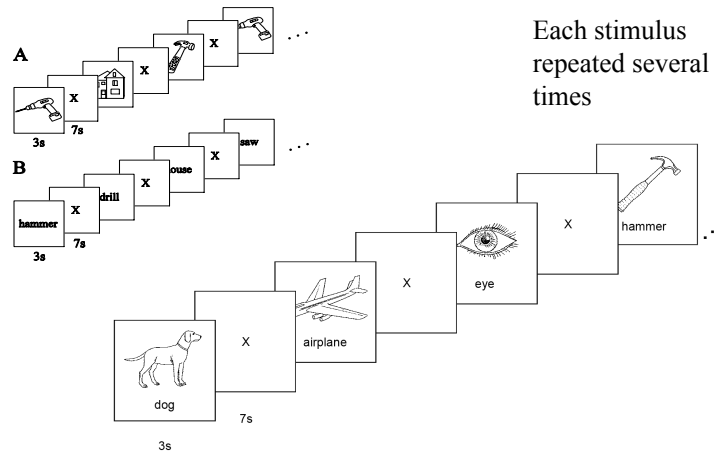 Each stimulus
repeated several
times
A
X
X
X
...
3s
7s
B
hammer
X
drill
X
ouse
X
saw
...
3s
7s
dog
X
airplane
X
eye
X
hammer
..
3s
7s